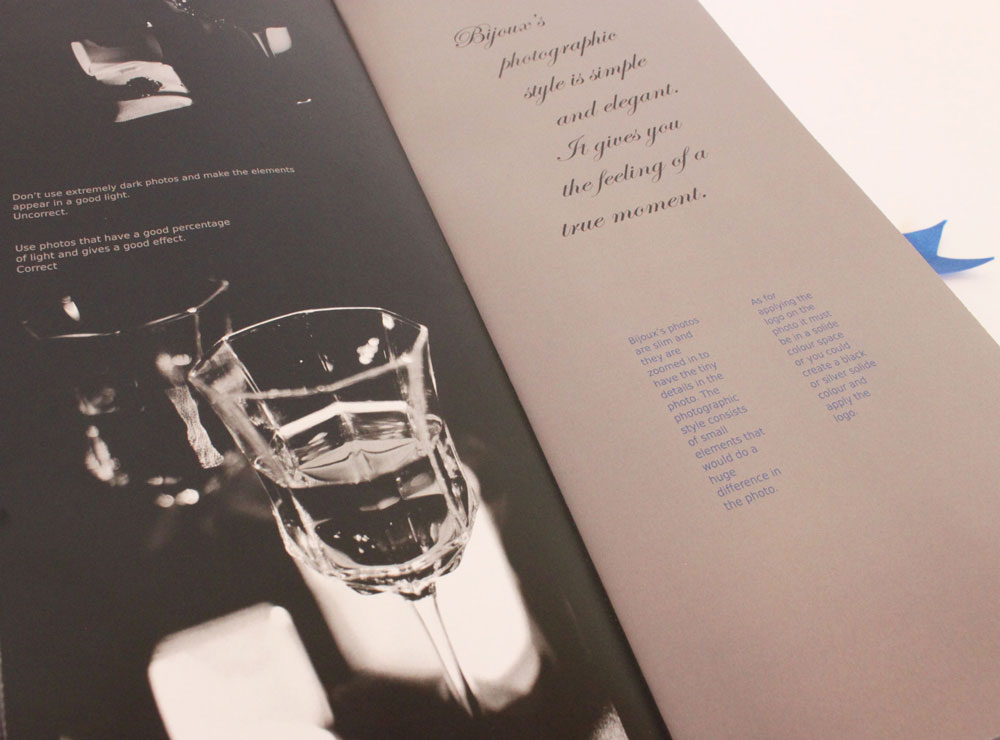 Don't use extremely dark photos and make the elements
appear in a good light.
Uncorrect.
Use photos that have a good percentage
of light and gives a good effect.
Correct
Bijoux's
photographic
style is simple
and elegant.
It gives you
the feeling of a
true moment.
Bijoux's photos
are slim and
they are
zoomed in to
have the tiny
details in the
photo. The
photographic
style consists
of small
elements that
would do a
huge
difference in
the photo.
As for
applying the
logo on the
photo it must
be in a solide
colour space
or you could
create a black
or silver solide
colour and
apply the
logo.